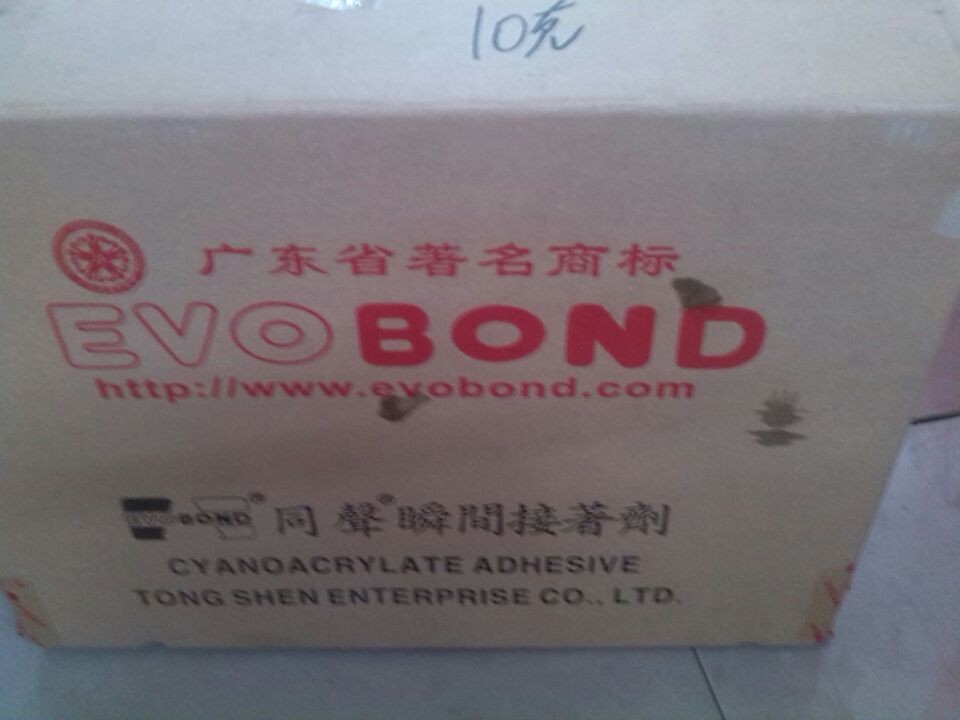 10克
广东省著名商标
EVOBOND
http://www.evobond.com
EVOBOND® 同聲®瞬間接著劑
CYANOACRYLATE ADHESIVE
TONG SHEN ENTERPRISE CO., LTD.